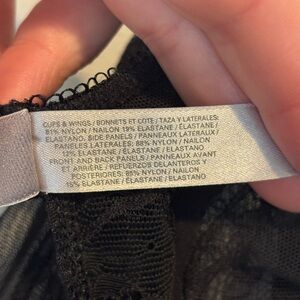 CUPS & WINGS / BONNETS ET COTE / TAZA Y LATERALES:
81% NYLON / NAILON 19% ELASTANE / ELASTANE /
ELASTANO. SIDE PANELS / PANNEAUX LATERAUX /
PANELES LATERALES: 88% NYLON / NAILON
12% ELASTANE / ELASTANE / ELASTANO
FRONT AND BACK PANELS / PANNEAUX AVANT
ET ARRIERE / REFUERZOS DELANTEROS Y
POSTERIORES: 85% NYLON / NAILON
15% ELASTANE / ELASTANE / ELASTANO